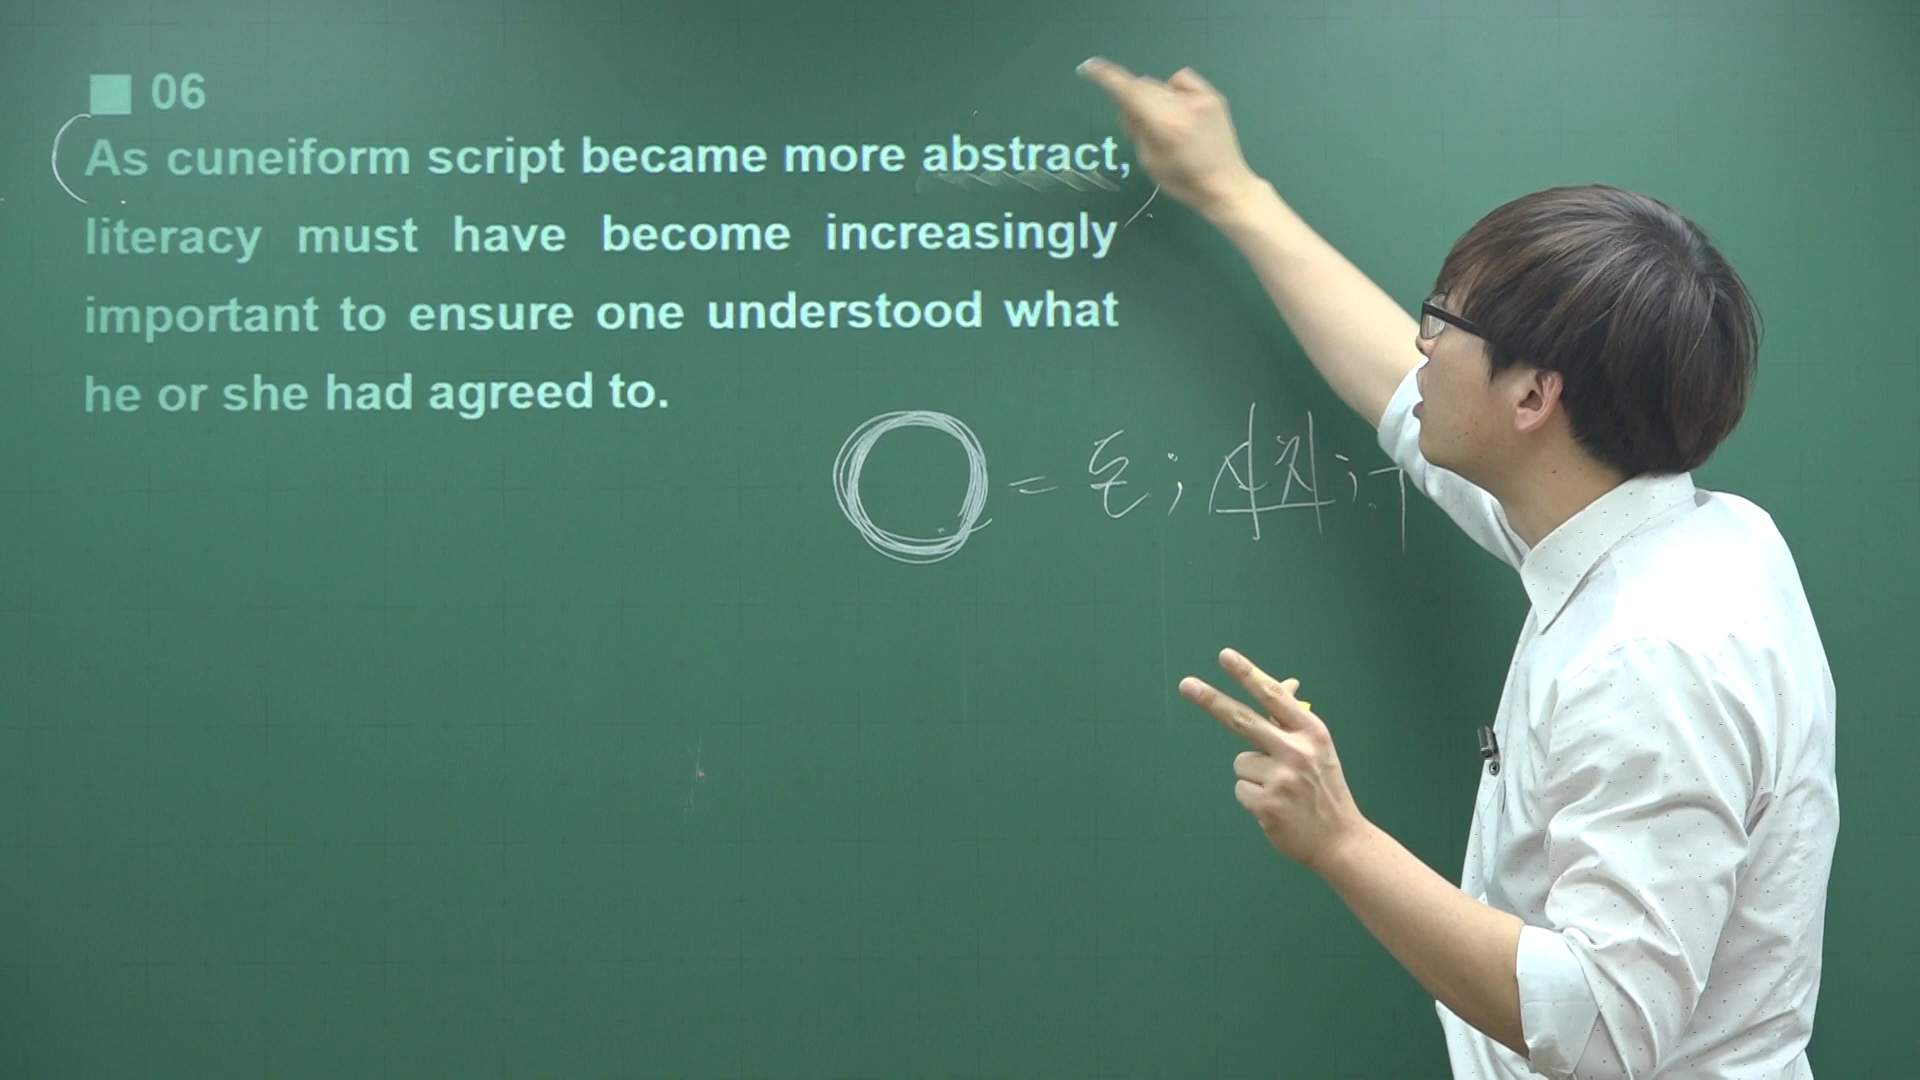 ■ 06
As cuneiform script became more abstract,
literacy must have become increasingly
important to ensure one understood what
he or she had agreed to.